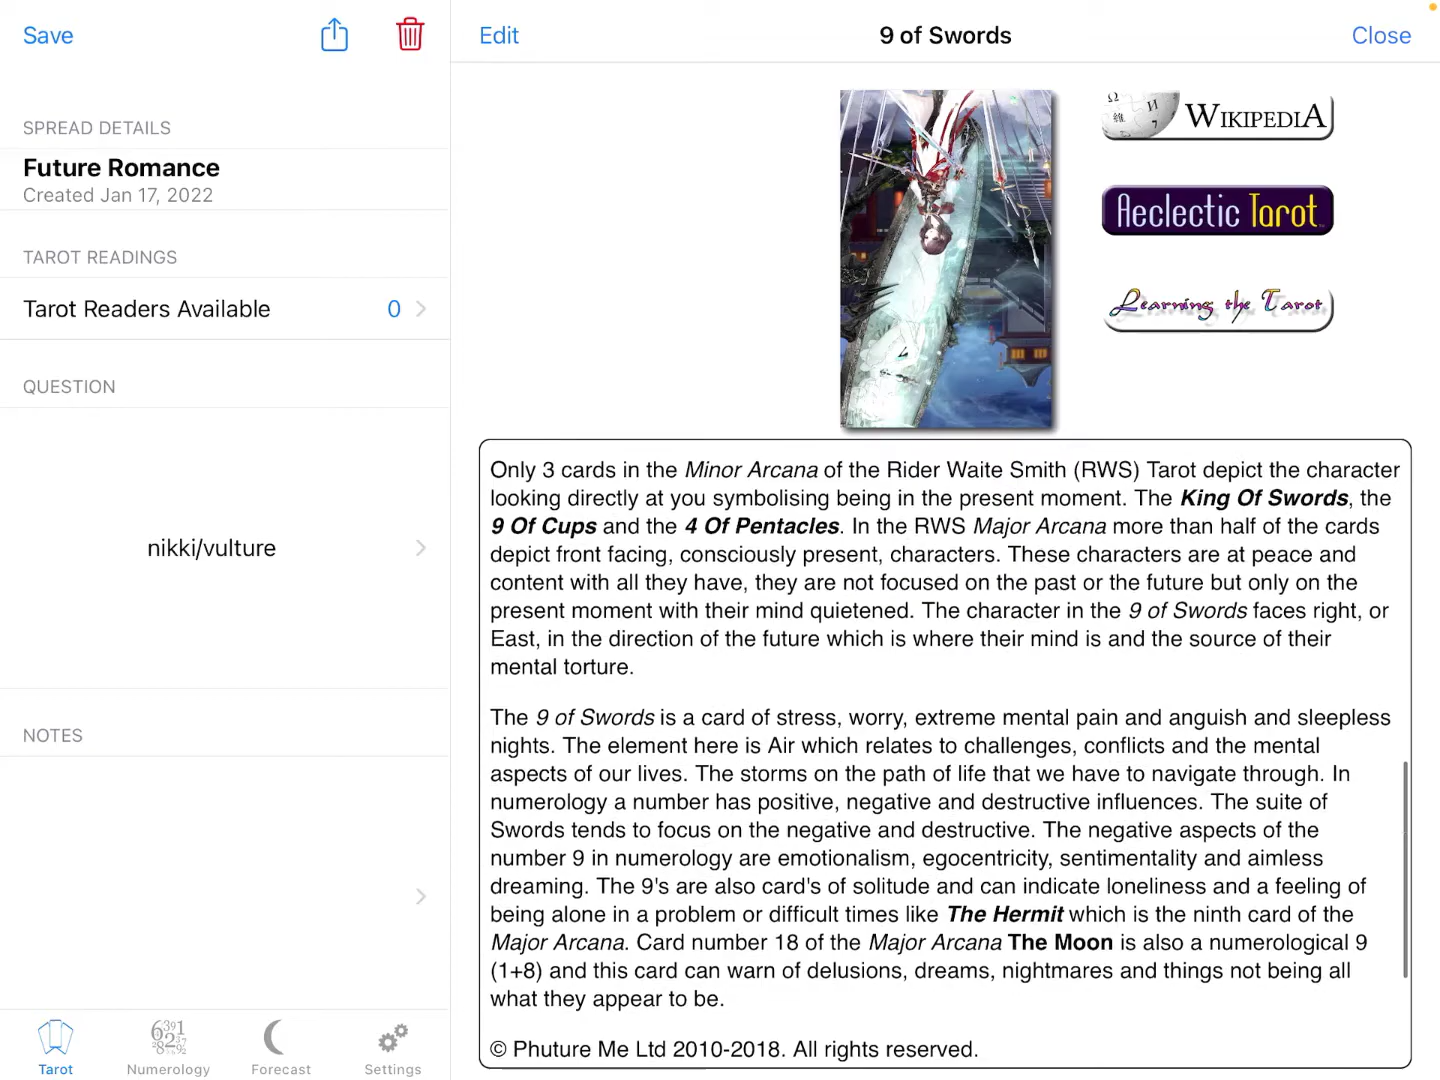 Save
Edit
9 of Swords
Close
SPREAD DETAILS
Future Romance
Created Jan 17, 2022
TAROT READINGS
Tarot Readers Available
0
QUESTION
nikki/vulture
NOTES
WIKIPEDIA
Aeclectic Tarot
Learning the Tarot
Only 3 cards in the Minor Arcana of the Rider Waite Smith (RWS) Tarot depict the character
looking directly at you symbolising being in the present moment. The King Of Swords, the
9 Of Cups and the 4 Of Pentacles. In the RWS Major Arcana more than half of the cards
depict front facing, consciously present, characters. These characters are at peace and
content with all they have, they are not focused on the past or the future but only on the
present moment with their mind quietened. The character in the 9 of Swords faces right, or
East, in the direction of the future which is where their mind is and the source of their
mental torture.
The 9 of Swords is a card of stress, worry, extreme mental pain and anguish and sleepless
nights. The element here is Air which relates to challenges, conflicts and the mental
aspects of our lives. The storms on the path of life that we have to navigate through. In
numerology a number has positive, negative and destructive influences. The suite of
Swords tends to focus on the negative and destructive. The negative aspects of the
number 9 in numerology are emotionalism, egocentricity, sentimentality and aimless
dreaming. The 9's are also card's of solitude and can indicate loneliness and a feeling of
being alone in a problem or difficult times like The Hermit which is the ninth card of the
Major Arcana. Card number 18 of the Major Arcana The Moon is also a numerological 9
(1+8) and this card can warn of delusions, dreams, nightmares and things not being all
what they appear to be.
© Phuture Me Ltd 2010-2018. All rights reserved.
Tarot
Numerology
Forecast
Settings